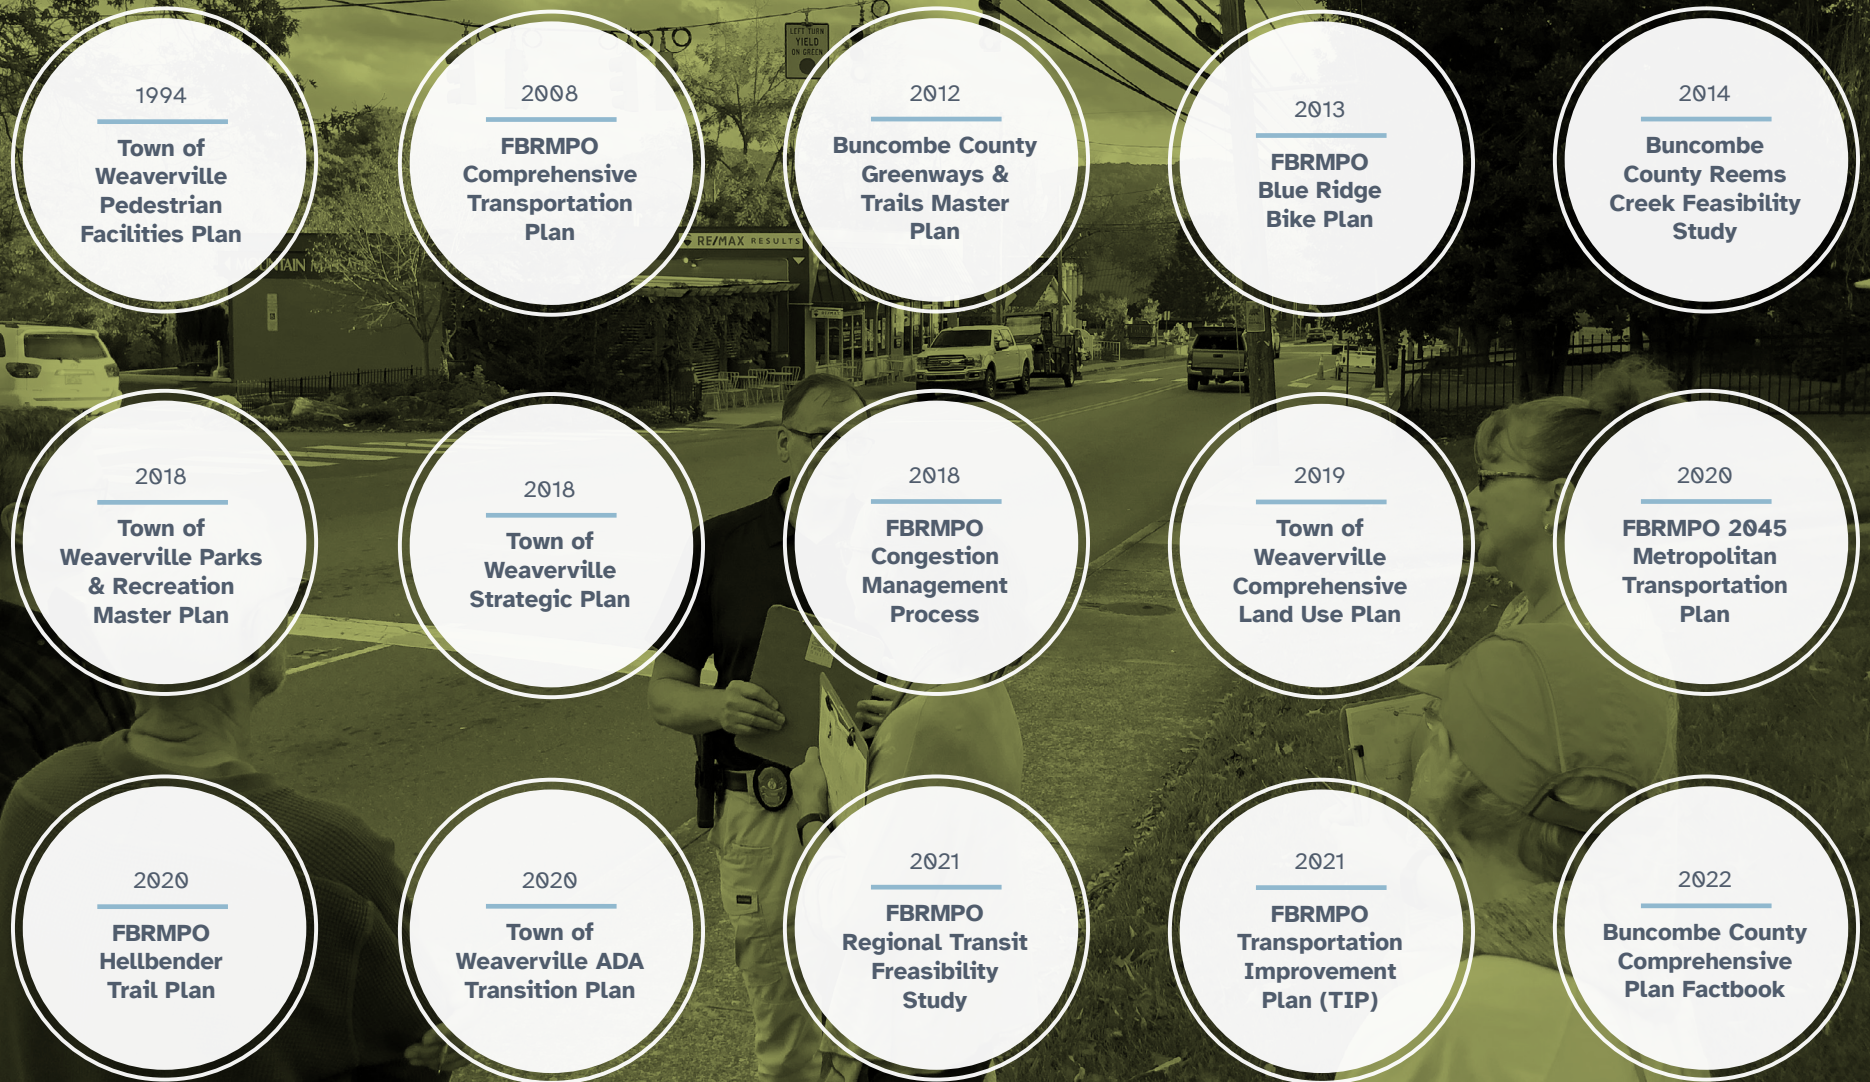 LEFT TURN
YIELD
ON GREEN
1994
Town of
Weaverville
Pedestrian
Facilities Plan
2008
FBRMPO
Comprehensive
Transportation
Plan
2012
Buncombe County
Greenways &
Trails Master
Plan
2013
FBRMPO
Blue Ridge
Bike Plan
2014
Buncombe
County Reems
Creek Feasibility
Study
RE/MAX RESULTS
2018
Town of
Weaverville Parks
& Recreation
Master Plan
2018
Town of
Weaverville
Strategic Plan
2018
FBRMPO
Congestion
Management
Process
2019
Town of
Weaverville
Comprehensive
Land Use Plan
2020
FBRMPO 2045
Metropolitan
Transportation
Plan
2020
FBRMPO
Hellbender
Trail Plan
2020
Town of
Weaverville ADA
Transition Plan
2021
FBRMPO
Regional Transit
Freasibility
Study
2021
FBRMPO
Transportation
Improvement
Plan (TIP)
2022
Buncombe County
Comprehensive
Plan Factbook